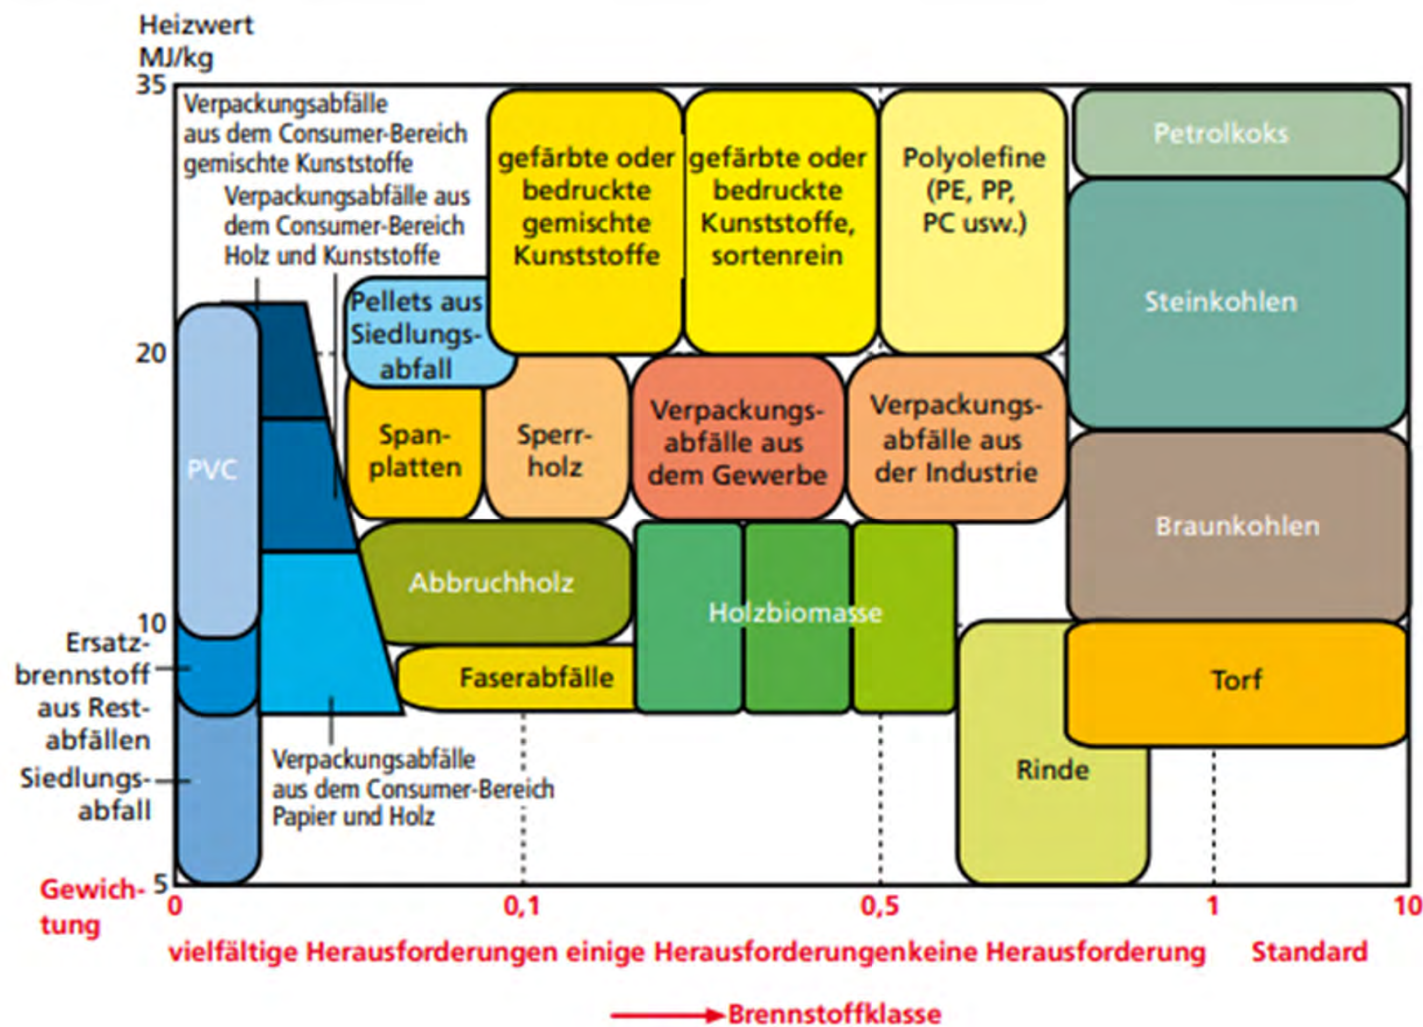 Heizwert
MJ/kg
35
Verpackungsabfälle
aus dem Consumer-Bereich
gemischte Kunststoffe
Verpackungsabfälle aus
dem Consumer-Bereich
Holz und Kunststoffe
gefärbte oder
bedruckte
gemischte
Kunststoffe
gefärbte oder
bedruckte
Kunststoffe,
sortenrein
Polyolefine
(PE, PP,
PC usw.)
Petrolkoks
Steinkohlen
Pellets aus
Siedlungs-
abfall
20
PVC
Span-
platten
Sperr-
holz
Verpackungs-
abfälle aus
dem Gewerbe
Verpackungs-
abfälle aus
der Industrie
Braunkohlen
Abbruchholz
Holzbiomasse
10
Ersatz-
brennstoff
aus Rest-
abfällen
Faserabfälle
Torf
Siedlungs-
abfall
Verpackungsabfälle
aus dem Consumer-Bereich
Papier und Holz
Rinde
5
Gewich-
tung
0
0,1
0,5
1
10
vielfältige Herausforderungen einige Herausforderungenkeine Herausforderung Standard
Brennstoffklasse